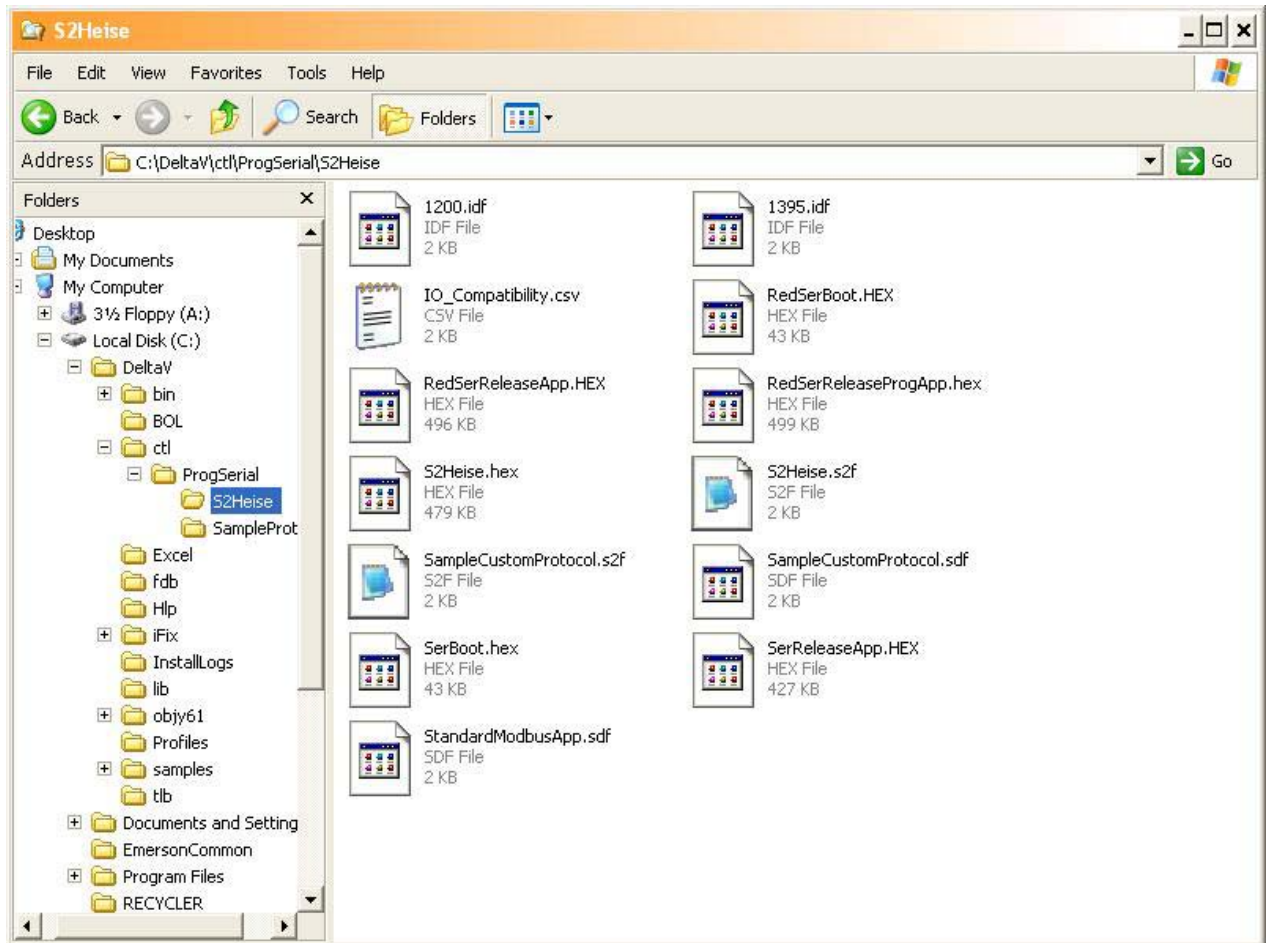 S2Heise
File Edit View Favorites Tools Help
Back Search Folders
Address C:\DeltaV\ctl\ProgSerial\S2Heise Go
Folders
Desktop
My Documents
My Computer
3½ Floppy (A:)
Local Disk (C:)
DeltaV
bin
BOL
ctl
ProgSerial
S2Heise
SampleProt
Excel
fdb
Hlp
iFix
InstallLogs
lib
objy61
Profiles
samples
tlb
Documents and Setting
EmersonCommon
Program Files
RECYCLER
1200.idf
IDF File
2 KB
1395.idf
IDF File
2 KB
IO_Compatibility.csv
CSV File
2 KB
RedSerBoot.HEX
HEX File
43 KB
RedSerReleaseApp.HEX
HEX File
496 KB
RedSerReleaseProgApp.hex
HEX File
499 KB
S2Heise.hex
HEX File
479 KB
S2Heise.s2f
S2F File
2 KB
SampleCustomProtocol.s2f
S2F File
2 KB
SampleCustomProtocol.sdf
SDF File
2 KB
SerBoot.hex
HEX File
43 KB
SerReleaseApp.HEX
HEX File
427 KB
StandardModbusApp.sdf
SDF File
2 KB